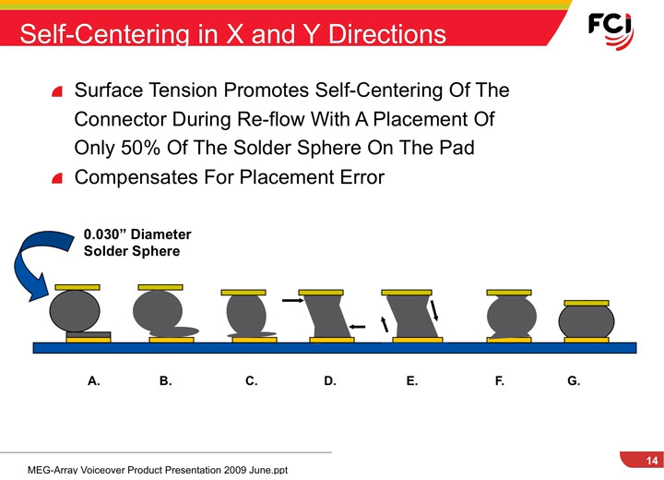 Self-Centering in X and Y Directions
FCi
Surface Tension Promotes Self-Centering Of The
Connector During Re-flow With A Placement Of
Only 50% Of The Solder Sphere On The Pad
Compensates For Placement Error
0.030” Diameter
Solder Sphere
A. B. C. D. E. F. G.
14
MEG-Array Voiceover Product Presentation 2009 June.ppt